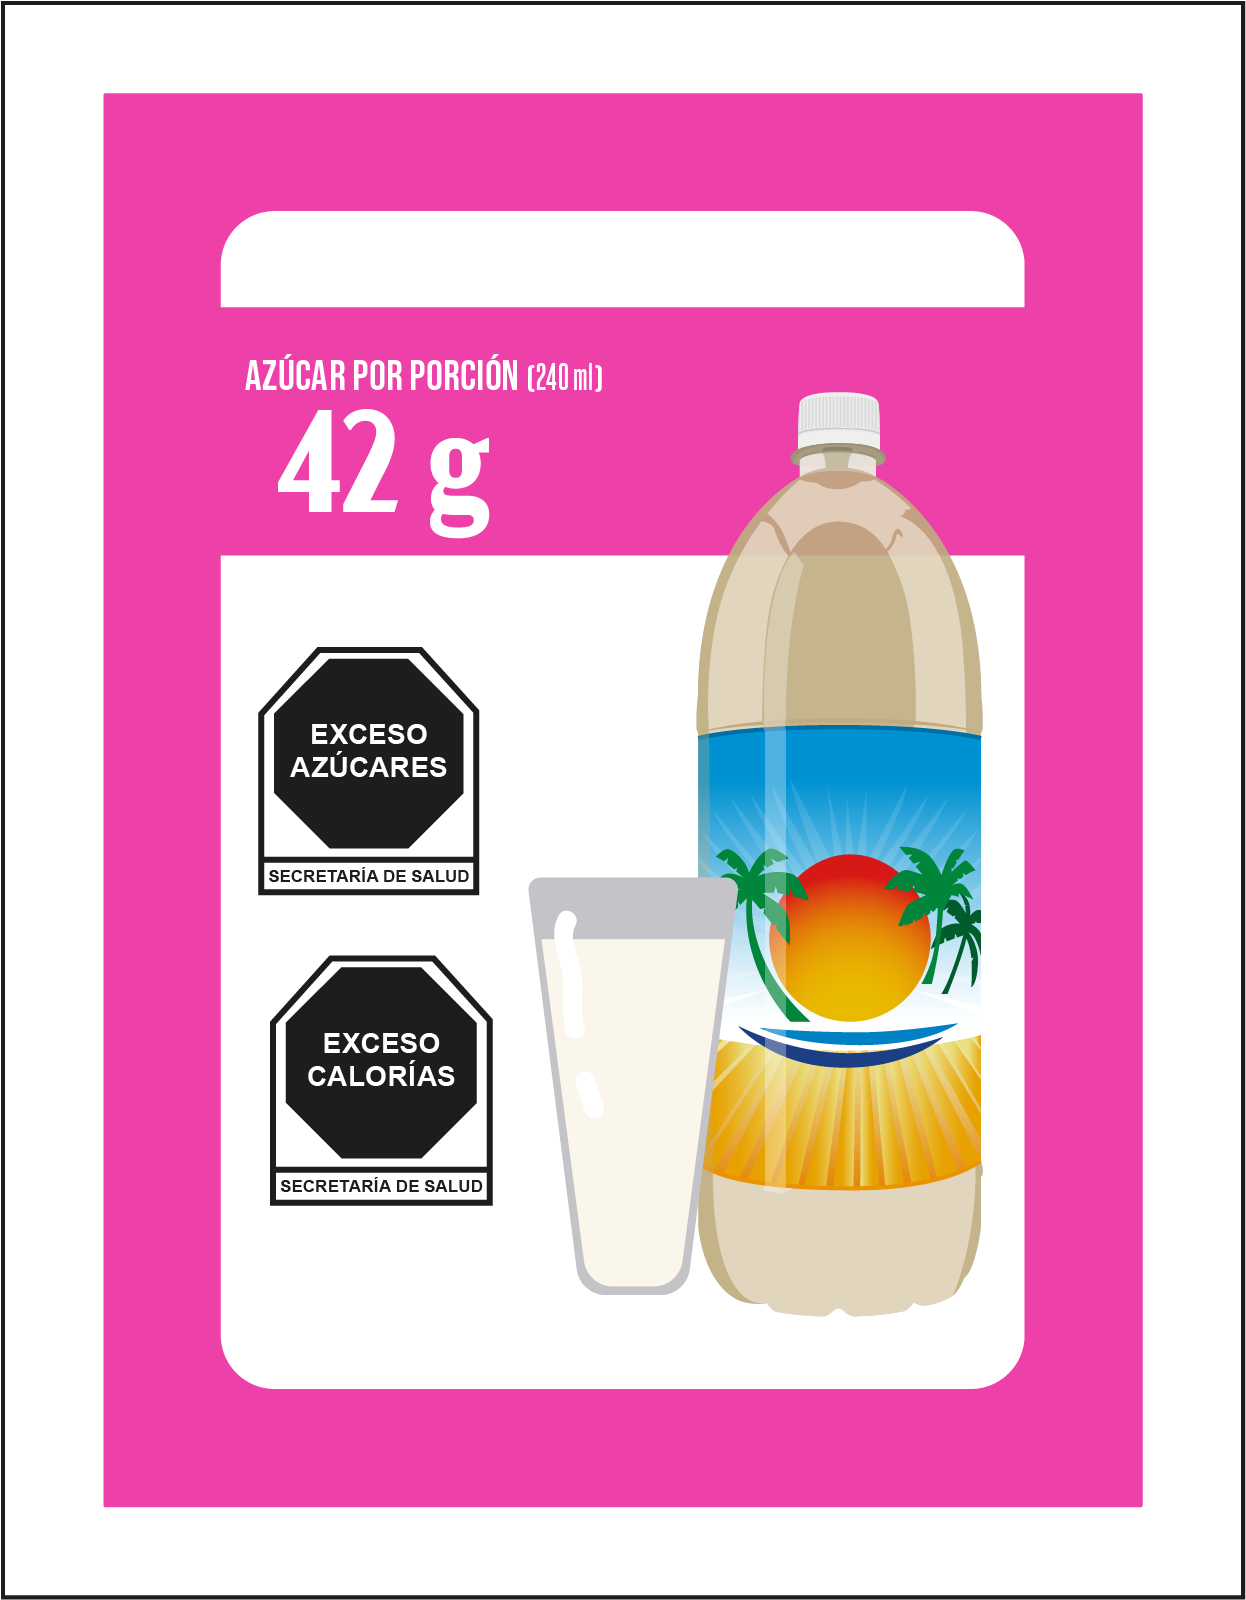 AZÚCAR POR PORCIÓN (240 ml)
42 g
EXCESO
AZÚCARES
SECRETARÍA DE SALUD
EXCESO
CALORÍAS
SECRETARÍA DE SALUD